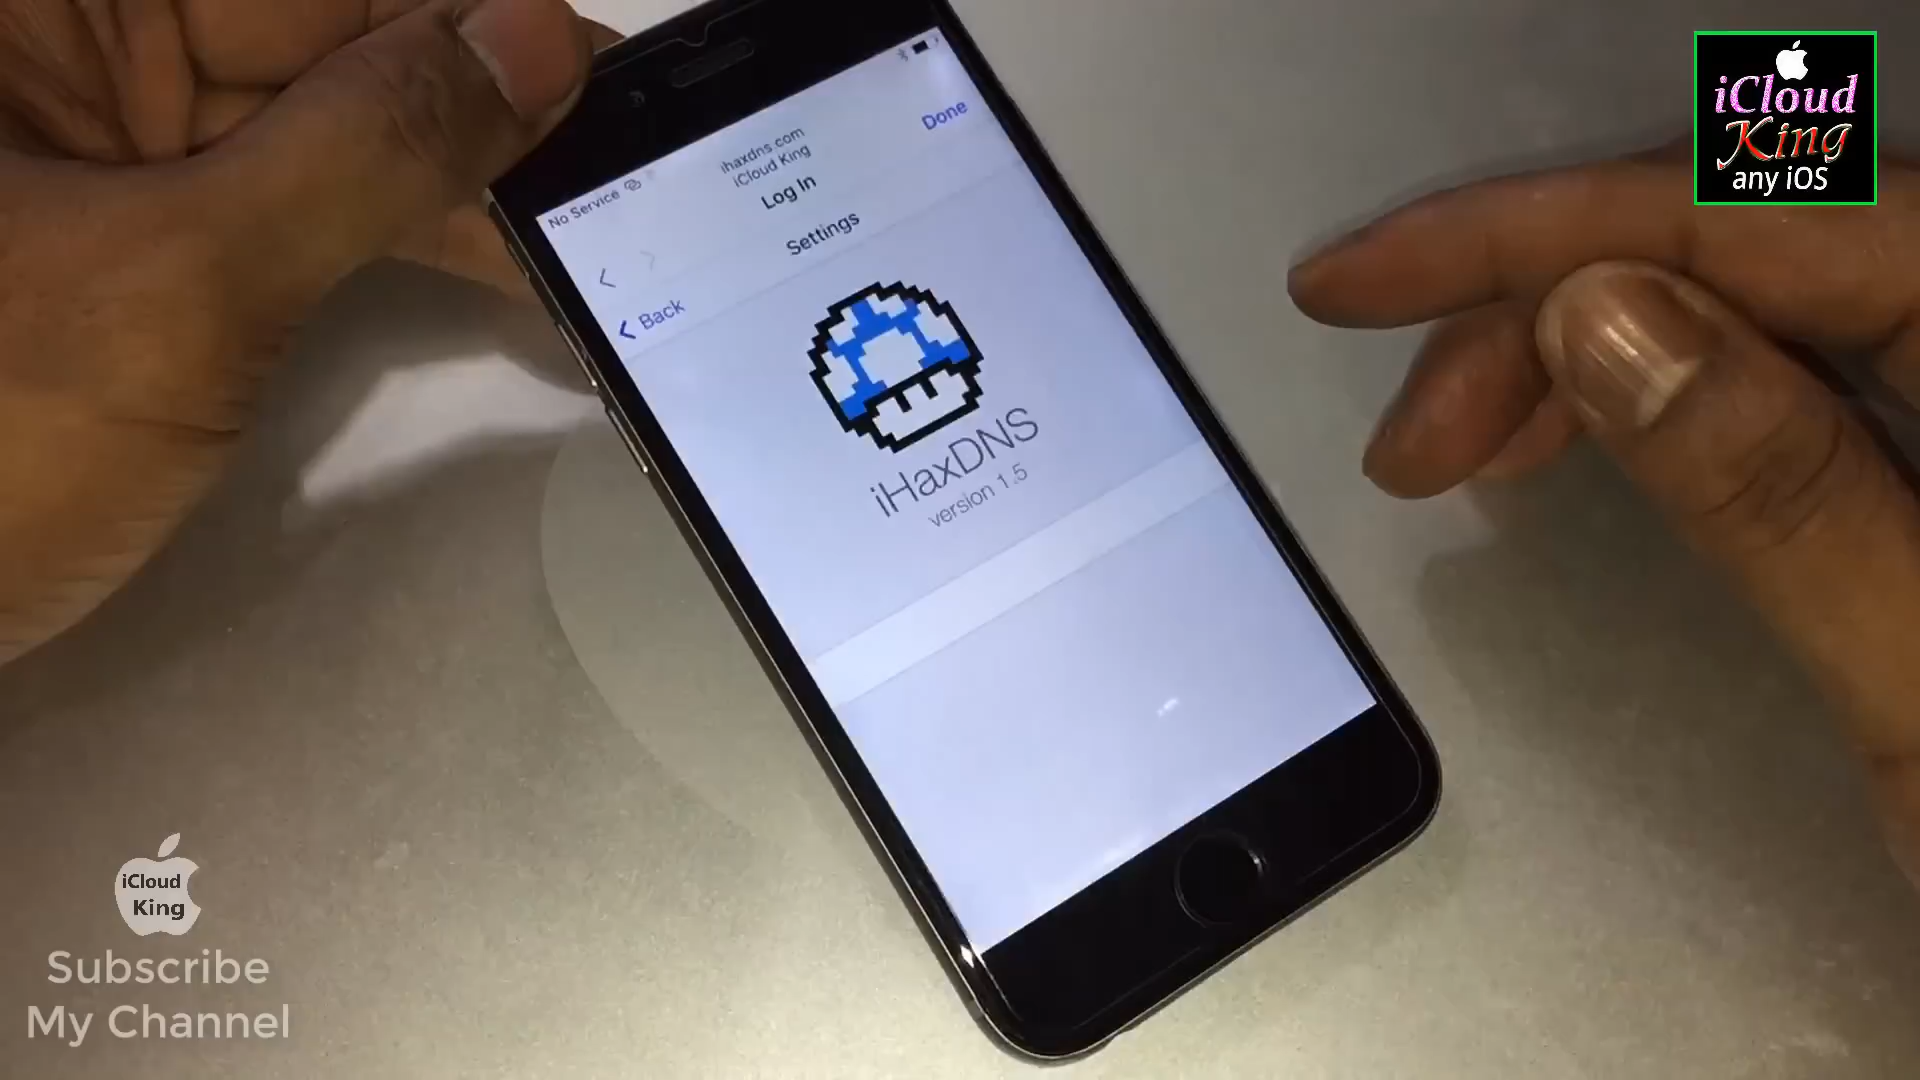 No Service
ihaxdns.com
iCloud King
Log In
Done
Settings
Back
iHaxDNS
version 1.5
iCloud
King
any iOS
iCloud
King
Subscribe
My Channel